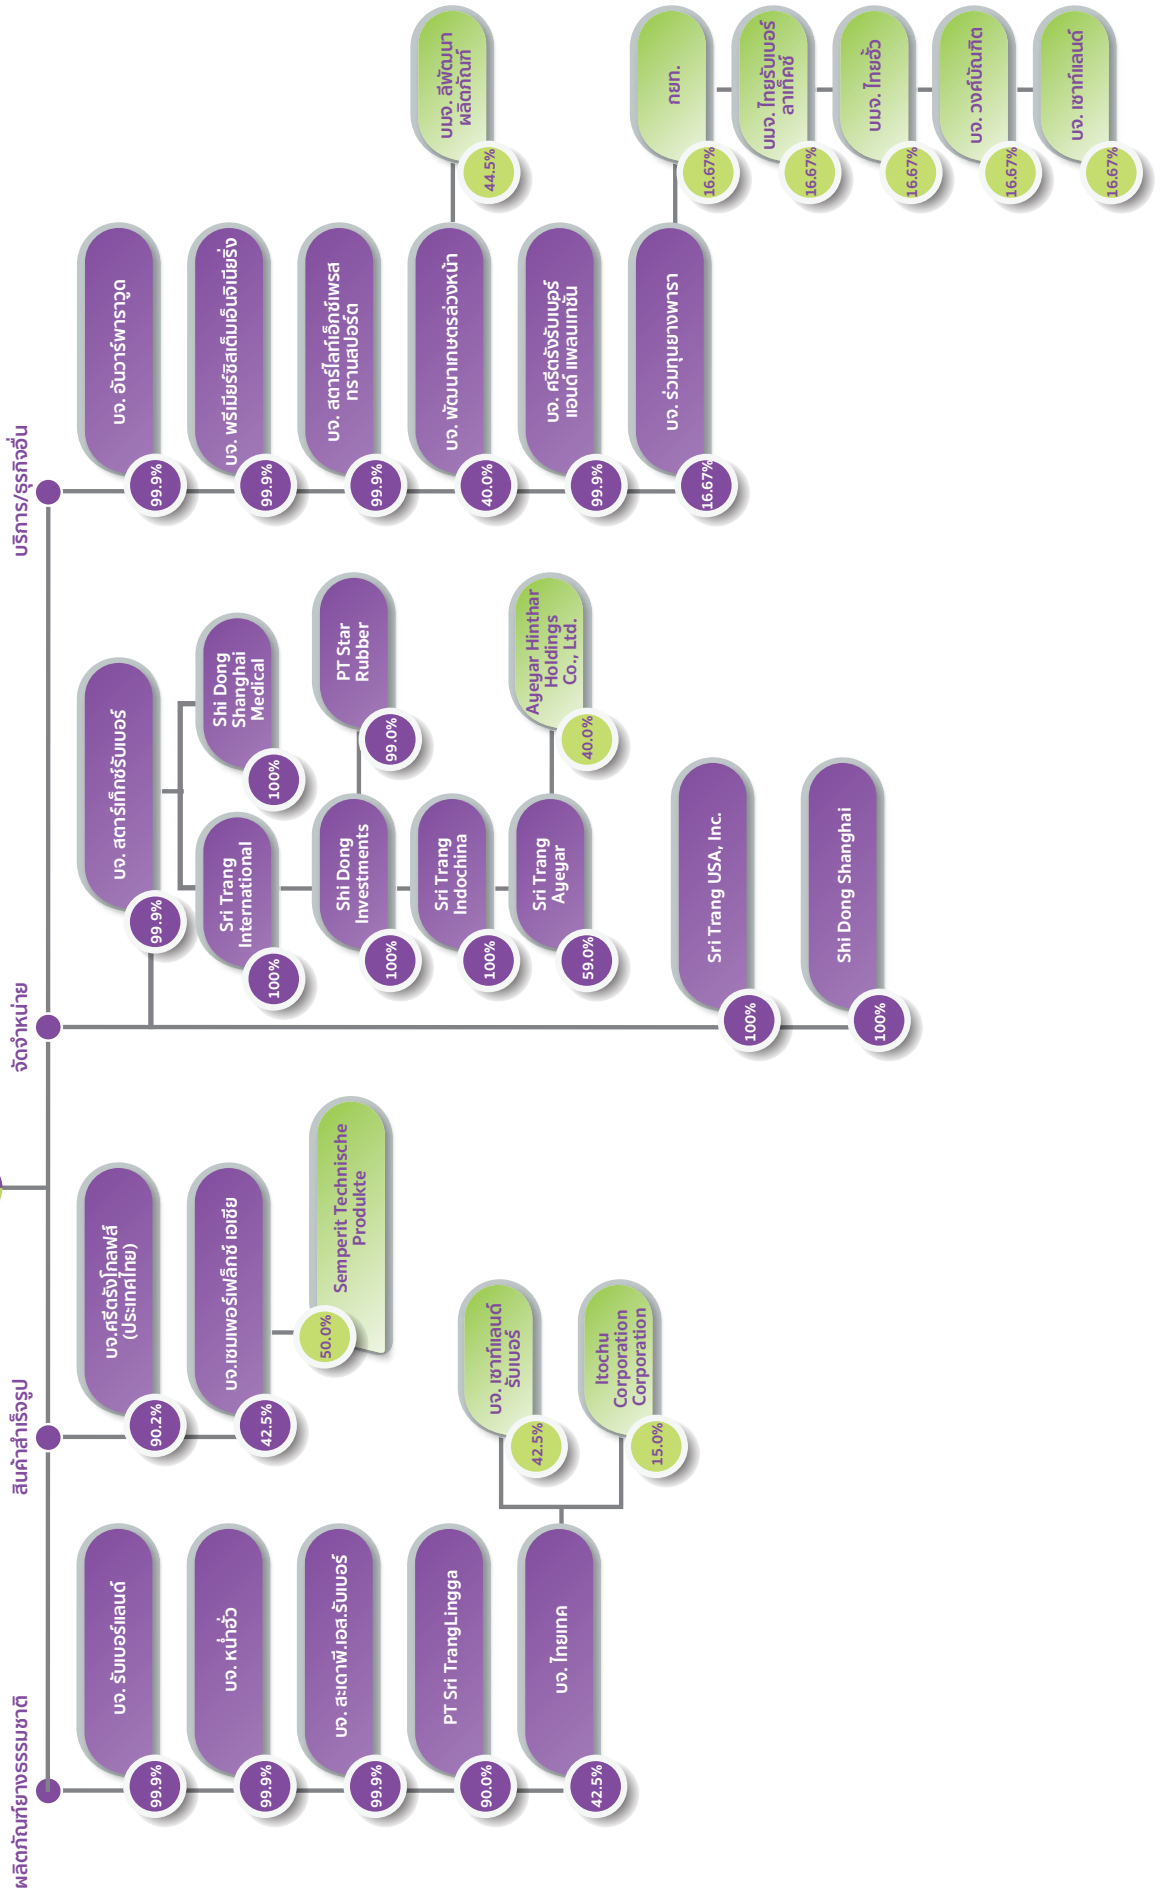 ผลิตภัณฑ์ยางธรรมชาติ
บจ. รับเบอร์แลนด์
99.9%
บจ. หน่ำฮั่ว
99.9%
บจ. สะเดาพี.เอส.รับเบอร์
99.9%
PT Sri TrangLingga
90.0%
บจ. ไทยเทค
42.5%
บจ. เซาท์แลนด์
รับเบอร์
42.5%
Itochu
Corporation
Corporation
15.0%
สินค้าสำเร็จรูป
บจ.ศรีตรังโกลฟส์
(ประเทศไทย)
90.2%
บจ.เซมเพอร์เฟล็กซ์ เอเชีย
42.5%
Semperit Technische
Produkte
50.0%
จัดจำหน่าย
บจ. สตาร์เท็กซ์รับเบอร์
99.9%
Sri Trang
International
100%
Shi Dong
Shanghai
Medical
100%
Shi Dong
Investments
100%
PT Star
Rubber
99.0%
Sri Trang
Indochina
100%
Sri Trang
Ayeyar
59.0%
Ayeyar Hinthar
Holdings
Co., Ltd.
40.0%
Sri Trang USA, Inc.
100%
Shi Dong Shanghai
100%
บริการ/ธุรกิจอื่น
บจ. อันวาร์พาราวูด
99.9%
บจ. พรีเมียร์ซิสเต็มเอ็นจิเนียริ่ง
99.9%
บจ. สตาร์ไลท์เอ็กซ์เพรส
ทรานสปอร์ต
99.9%
บจ. พัฒนาเกษตรล่วงหน้า
40.0%
บมจ. ลีพัฒนา
ผลิตภัณฑ์
44.5%
บจ. ศรีตรังรับเบอร์
แอนด์ แพลนเทชั่น
99.9%
บจ. ร่วมทุนยางพารา
16.67%
กยท.
16.67%
บมจ. ไทยรับเบอร์
ลาเท็คซ์
16.67%
บมจ. ไทยฮั้ว
16.67%
บจ. วงศ์บัณฑิต
16.67%
บจ. เซาท์แลนด์
16.67%